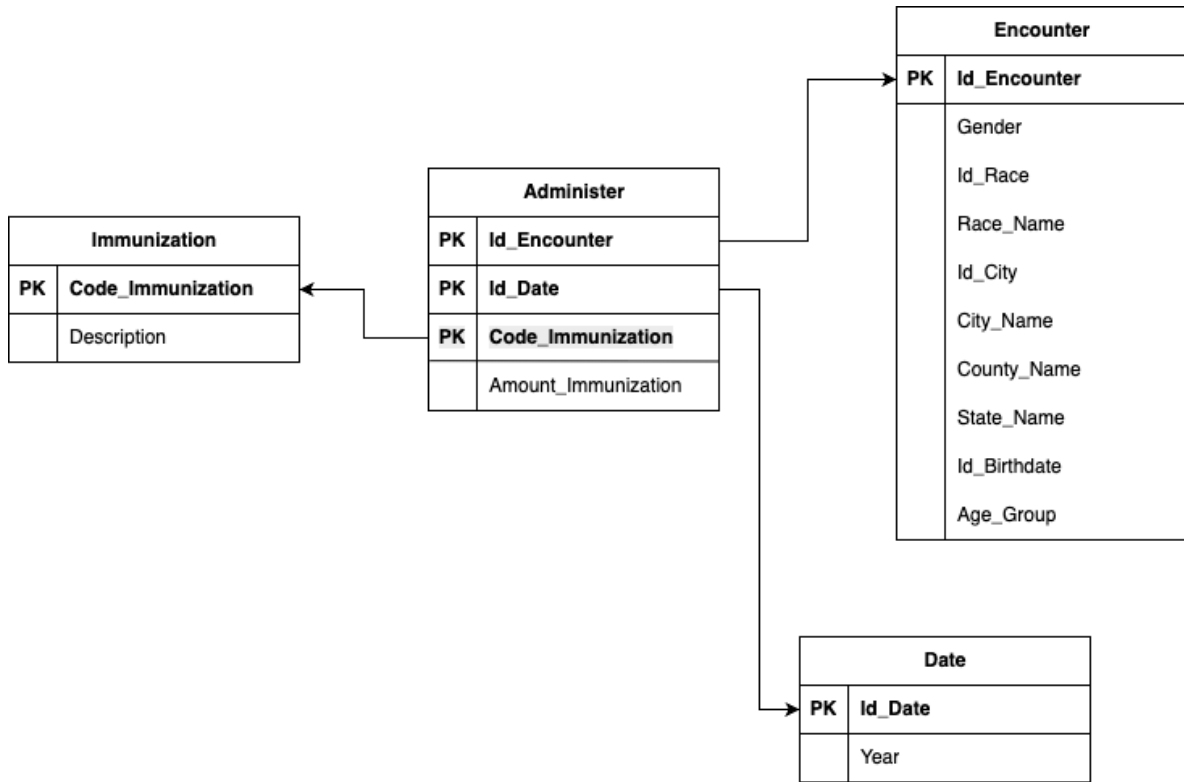 Encounter
PK Id_Encounter
Gender
Id_Race
Race_Name
Id_City
City_Name
County_Name
State_Name
Id_Birthdate
Age_Group
Administer
PK Id_Encounter
PK Id_Date
PK Code_Immunization
Amount_Immunization
Immunization
PK Code_Immunization
Description
Date
PK Id_Date
Year